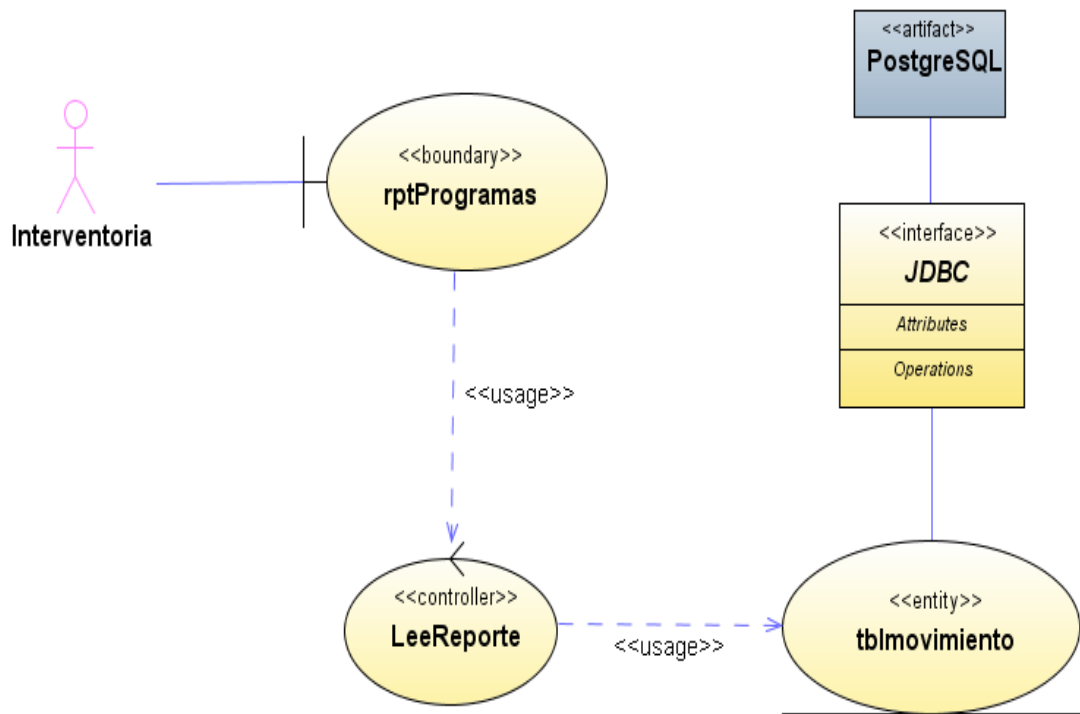 <<artifact>>
PostgreSQL
<<boundary>>
rptProgramas
Interventoria
<<interface>>
JDBC
Attributes
Operations
<<usage>>
<<controller>>
LeeReporte
<<usage>>
<<entity>>
tblmovimiento